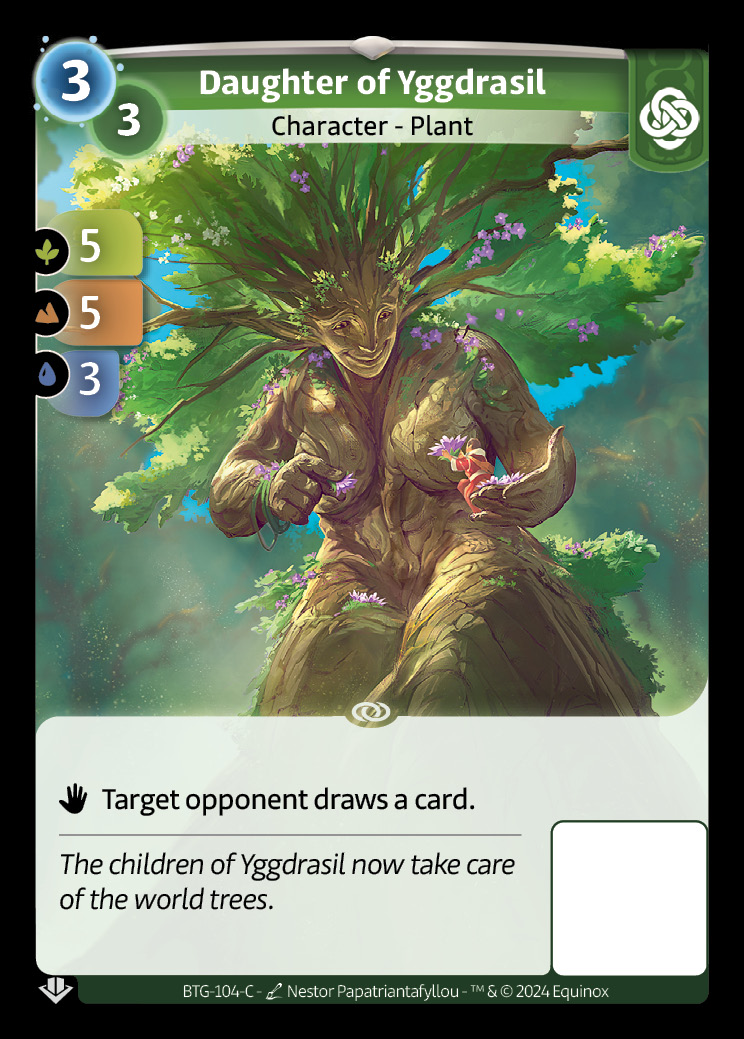 3
Daughter of Yggdrasil
3
Character - Plant
5
5
3
Target opponent draws a card.
The children of Yggdrasil now take care
of the world trees.
BTG-104-C - Nestor Papatriantafyllou - ™ & © 2024 Equinox